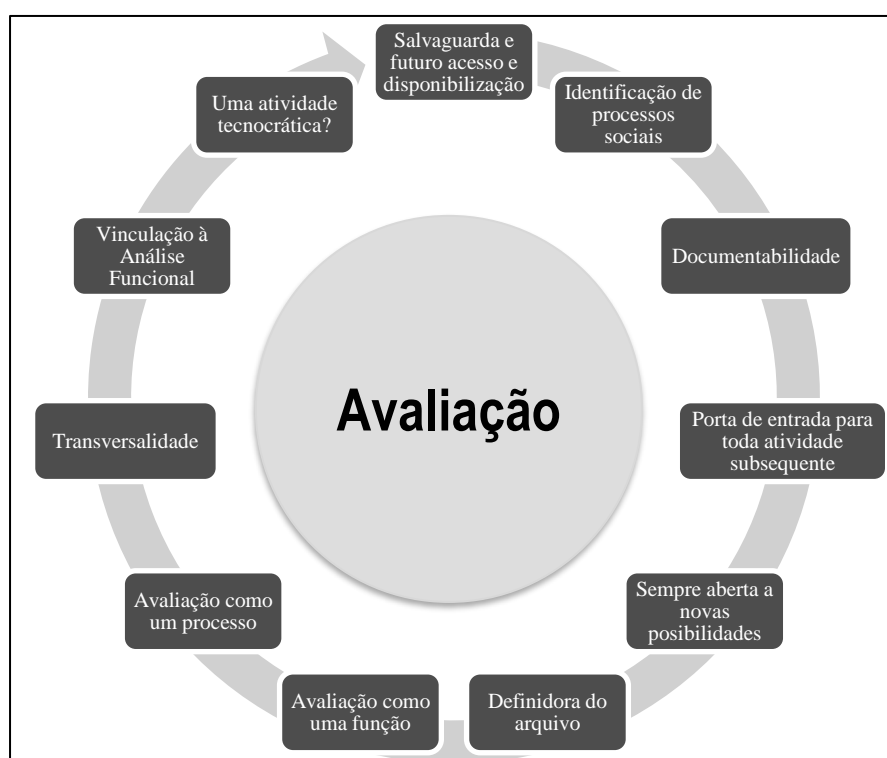 Salvaguarda e
futuro acesso e
disponibilização
Identificação de
processos
sociais
Documentabilidade
Porta de entrada para
toda atividade
subsequente
Sempre aberta a
novas
posibilidades
Definidora do
arquivo
Avaliação como
uma função
Avaliação como
um processo
Transversalidade
Vinculação à
Análise
Funcional
Uma atividade
tecnocrática?
Avaliação